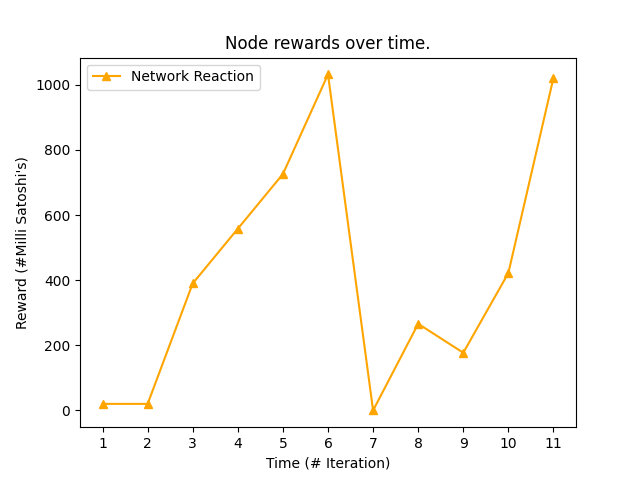 Node rewards over time.
Network Reaction
1000
800
600
400
200
0
Reward (#Milli Satoshi's)
1 2 3 4 5 6 7 8 9 10 11
Time (# Iteration)